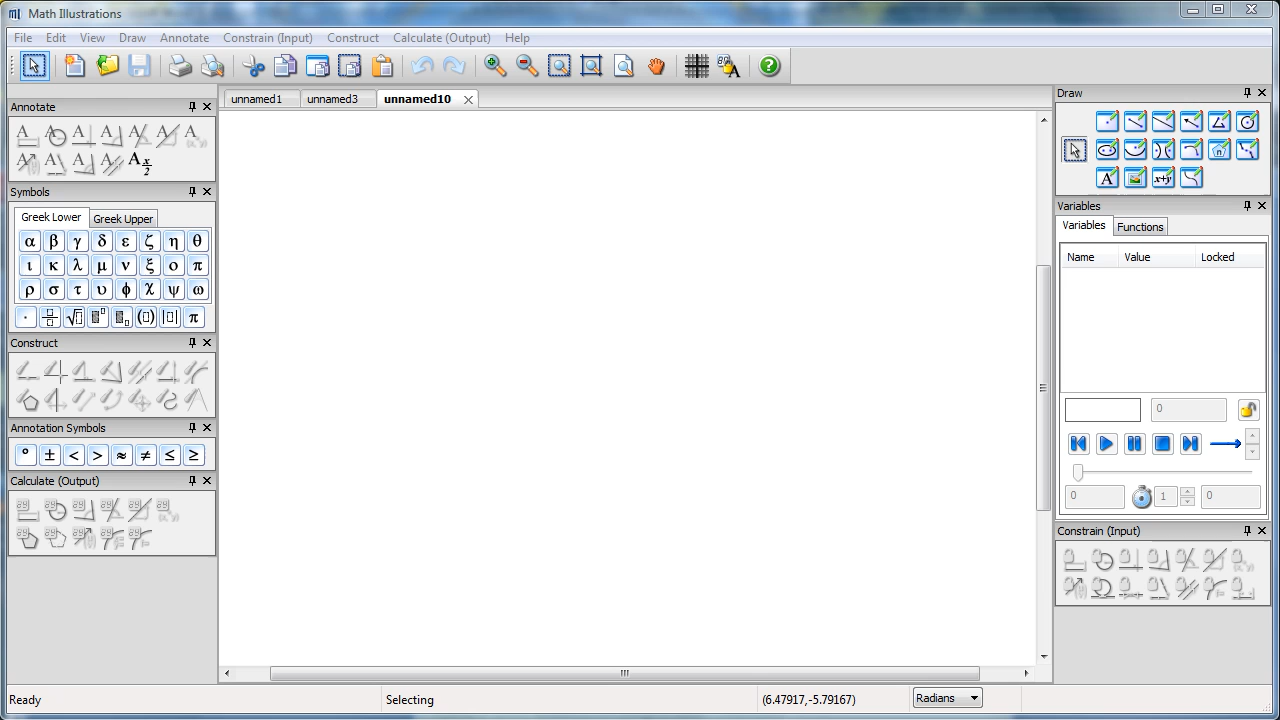 Math Illustrations
File Edit View Draw Annotate Constrain (Input) Construct Calculate (Output) Help
unnamed1 unnamed3 unnamed10
Annotate
Symbols
Greek Lower Greek Upper
α β γ δ ε ζ η θ
ι κ λ μ ν ξ ο π
ρ σ τ υ φ χ ψ ω
π
Construct
Annotation Symbols
° ± < > ≈ ≠ ≤ ≥
Calculate (Output)
Draw
A x+y
Variables
Variables Functions
Name Value Locked
0
0 1 0
Constrain (Input)
Ready Selecting (6.47917,-5.79167) Radians